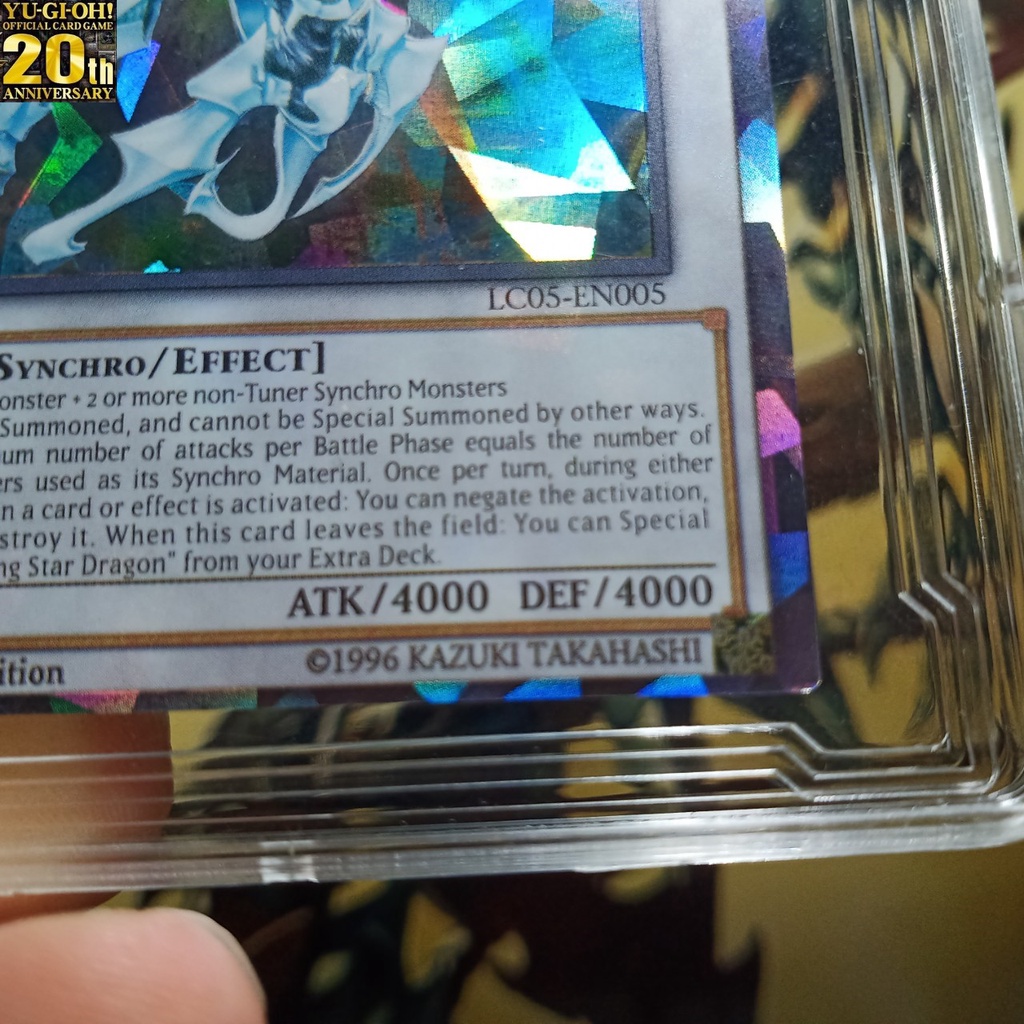 YU-GI-OH!
OFFICIAL CARD GAME
20th
ANNIVERSARY
LC05-EN005
SYNCHRO/EFFECT]
onster + 2 or more non-Tuner Synchro Monsters
Summoned, and cannot be Special Summoned by other ways.
um number of attacks per Battle Phase equals the number of
rs used as its Synchro Material. Once per turn, during either
n a card or effect is activated: You can negate the activation,
stroy it. When this card leaves the field: You can Special
ng Star Dragon" from your Extra Deck.
ATK/4000 DEF/4000
ition
©1996 KAZUKI TAKAHASHI